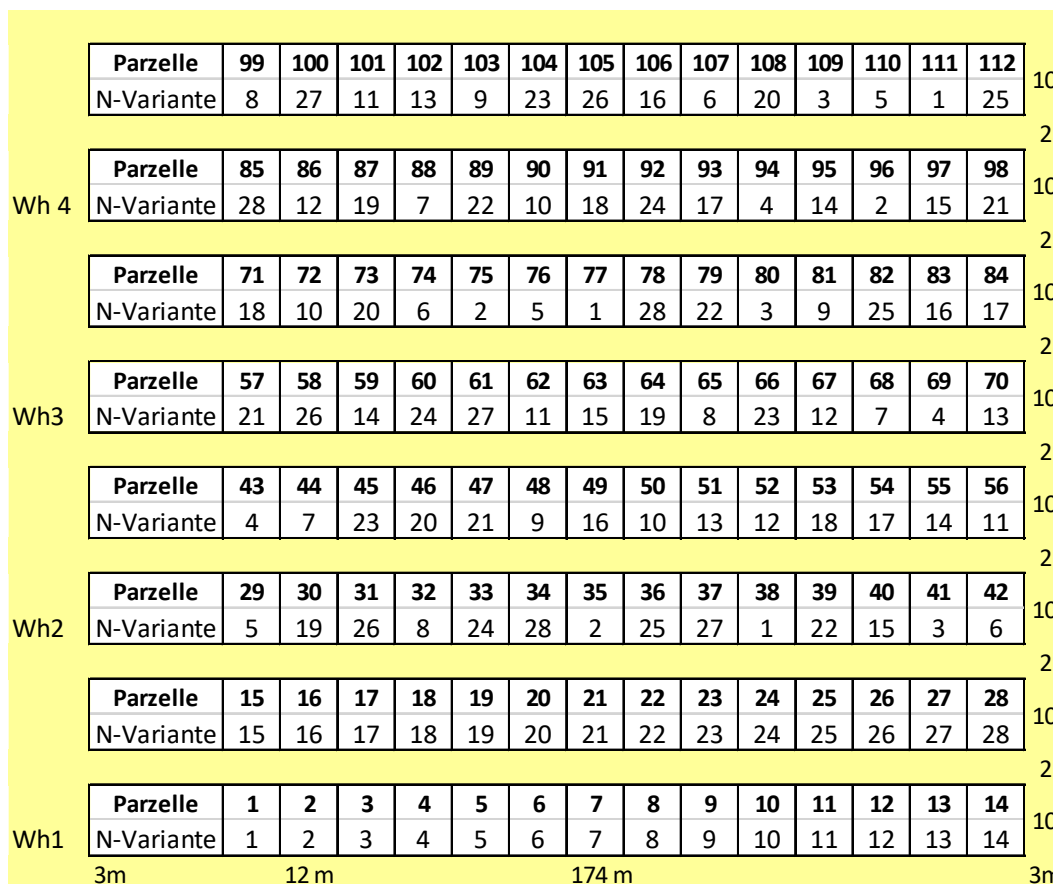 Parzelle 99 100 101 102 103 104 105 106 107 108 109 110 111 112
10
N-Variante 8 27 11 13 9 23 26 16 6 20 3 5 1 25
2
Parzelle 85 86 87 88 89 90 91 92 93 94 95 96 97 98
10
Wh 4 N-Variante 28 12 19 7 22 10 18 24 17 4 14 2 15 21
2
Parzelle 71 72 73 74 75 76 77 78 79 80 81 82 83 84
10
N-Variante 18 10 20 6 2 5 1 28 22 3 9 25 16 17
2
Parzelle 57 58 59 60 61 62 63 64 65 66 67 68 69 70
10
Wh3 N-Variante 21 26 14 24 27 11 15 19 8 23 12 7 4 13
2
Parzelle 43 44 45 46 47 48 49 50 51 52 53 54 55 56
10
N-Variante 4 7 23 20 21 9 16 10 13 12 18 17 14 11
2
Parzelle 29 30 31 32 33 34 35 36 37 38 39 40 41 42
10
Wh2 N-Variante 5 19 26 8 24 28 2 25 27 1 22 15 3 6
2
Parzelle 15 16 17 18 19 20 21 22 23 24 25 26 27 28
10
N-Variante 15 16 17 18 19 20 21 22 23 24 25 26 27 28
2
Parzelle 1 2 3 4 5 6 7 8 9 10 11 12 13 14
10
Wh1 N-Variante 1 2 3 4 5 6 7 8 9 10 11 12 13 14
3m 12 m 174 m 3m